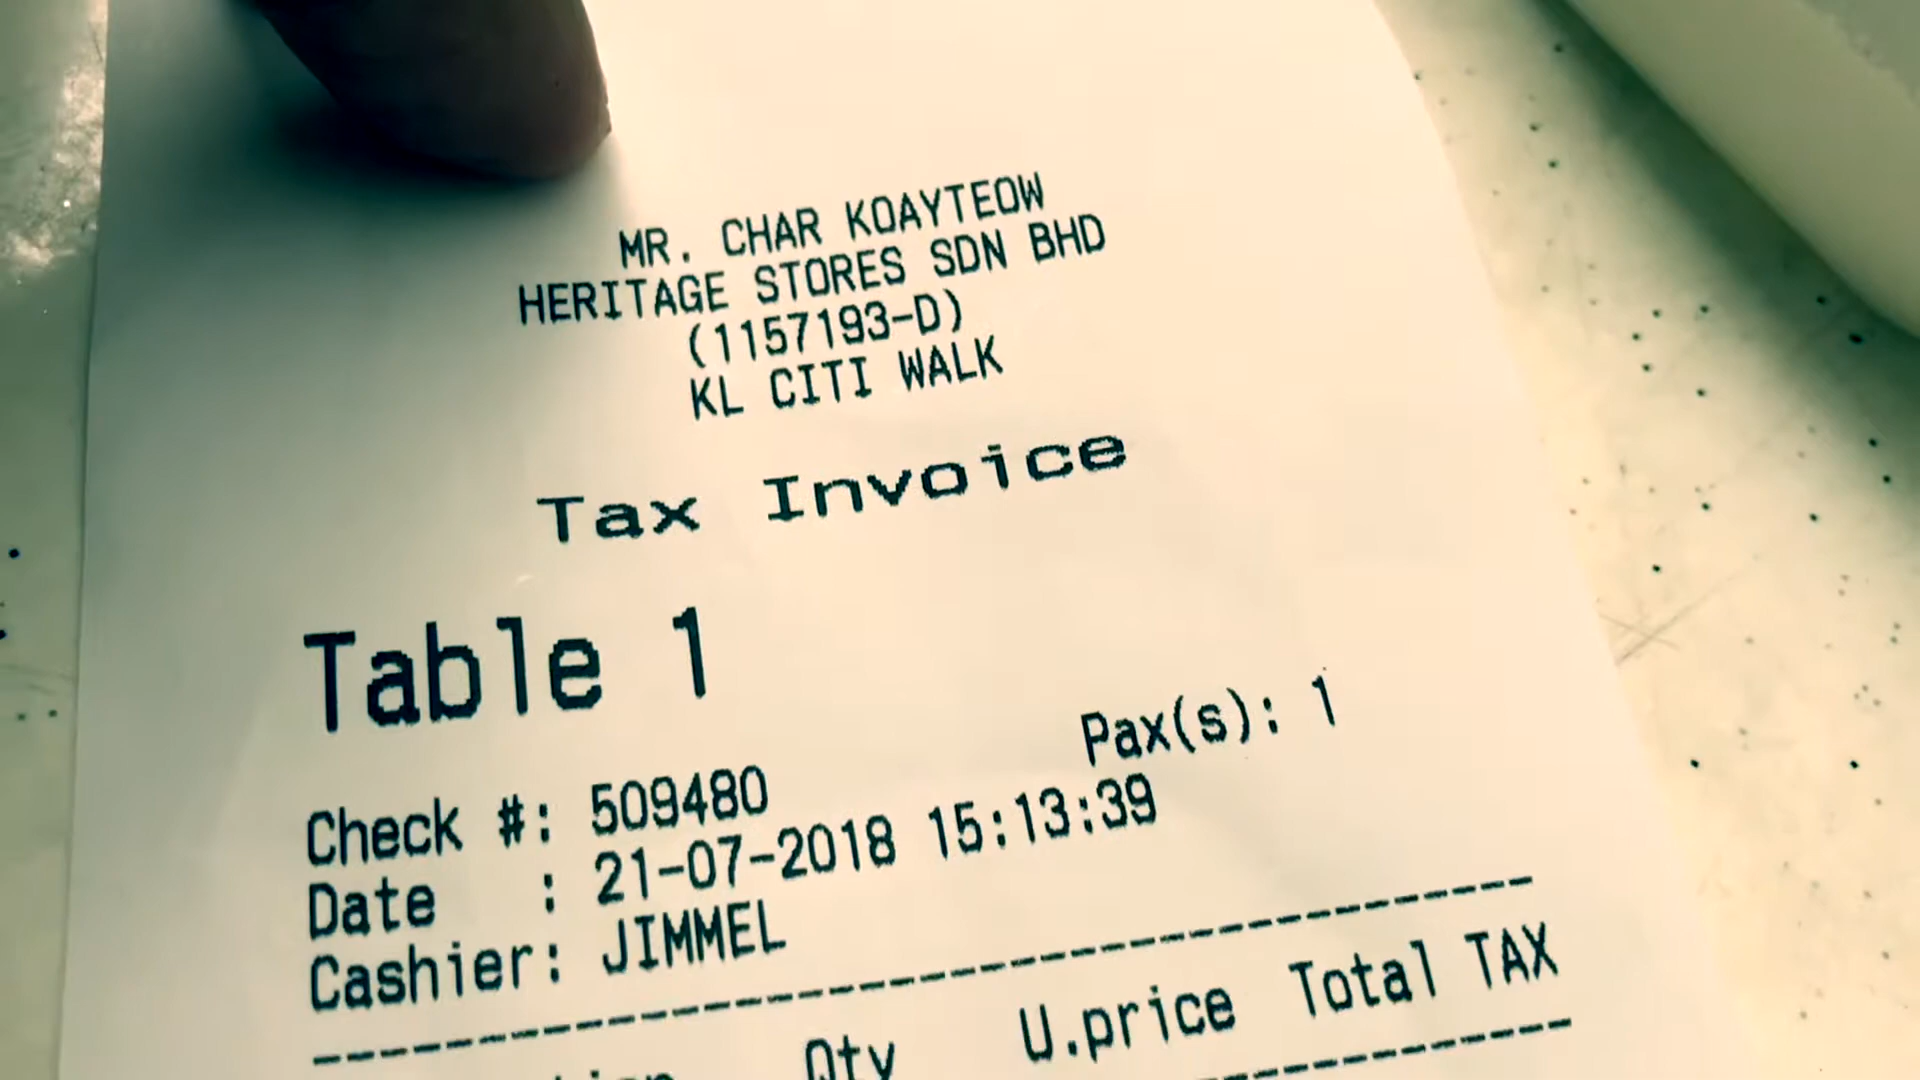 MR. CHAR KOAYTEOW
HERITAGE STORES SDN BHD
(1157193-D)
KL CITI WALK
Tax Invoice
Table 1
Pax(s): 1
Check #: 509480
Date : 21-07-2018 15:13:39
Cashier: JIMMEL
Qty U.price Total TAX